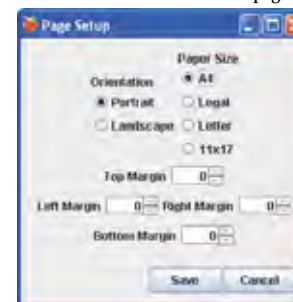 page
Page Setup
Paper Size
Orientation A4
Portrait Legal
Landscape Letter
11x17
Top Margin 0
Left Margin 0 Right Margin 0
Bottom Margin 0
Save Cancel